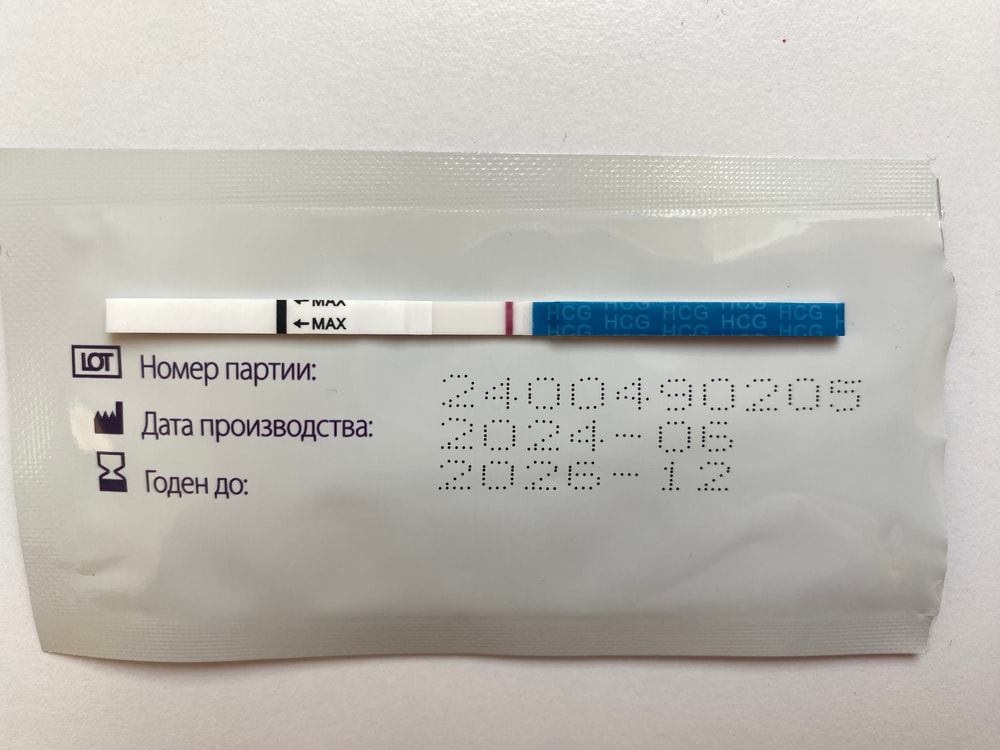 ←MAX
←MAX
HCG HCG HCG HCG HCG
HCG HCG HCG HCG HCG
LOT Номер партии: 2400490205
Дата производства: 2024-06
Годен до: 2026-12